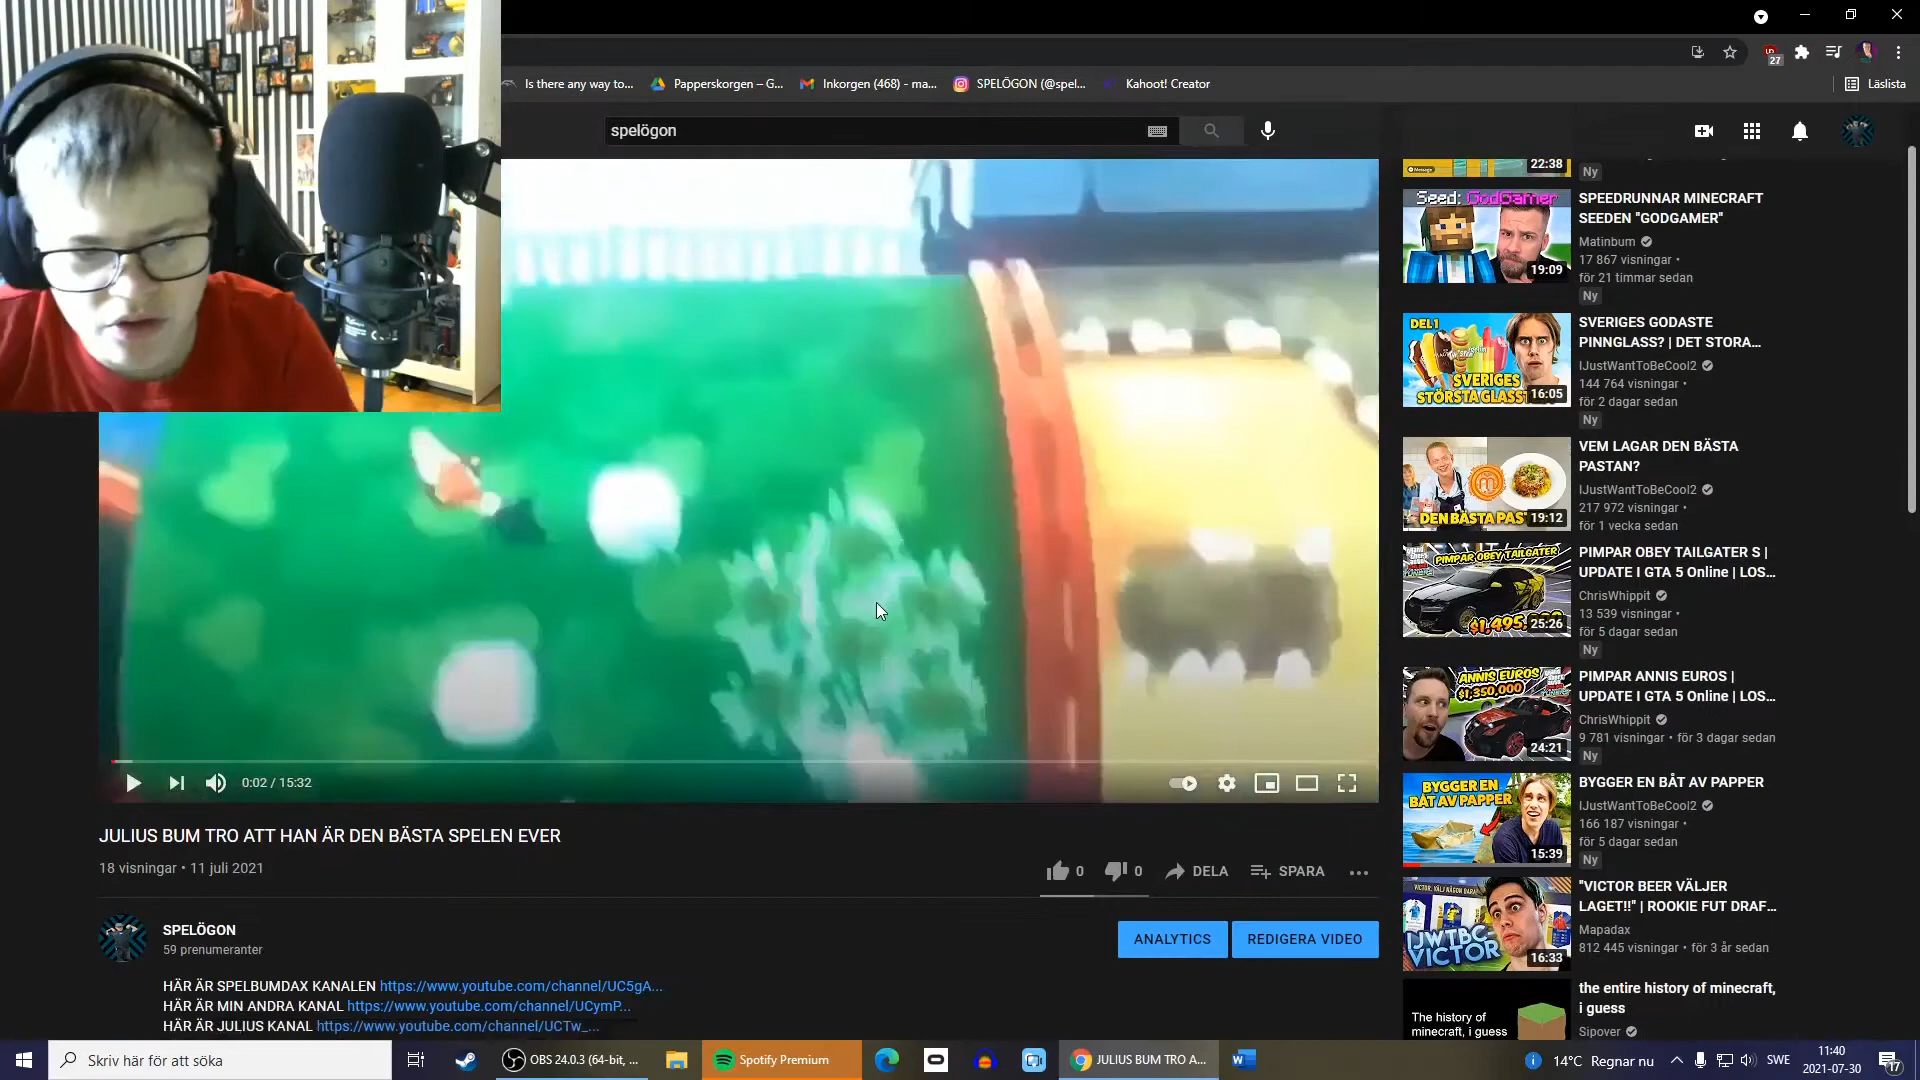 27
Is there any way to...
Papperskorgen – G...
Inkorgen (468) - ma...
SPELÖGON (@spel...
Kahoot! Creator
Läslista
spelögon
22:38
Ny
Seed: GodGamer
19:09
SPEEDRUNNAR MINECRAFT
SEEDEN "GODGAMER"
Matinbum
17 867 visningar •
för 21 timmar sedan
Ny
DEL 1
SVERIGES
STÖRSTA GLASST
16:05
SVERIGES GODASTE
PINNGLASS? | DET STORA...
IJustWantToBeCool2
144 764 visningar •
för 2 dagar sedan
Ny
DEN BÄSTA PAS
19:12
VEM LAGAR DEN BÄSTA
PASTAN?
IJustWantToBeCool2
217 972 visningar •
för 1 vecka sedan
PIMPAR OBEY TAILGATER
$1,495,
25:26
PIMPAR OBEY TAILGATER S |
UPDATE I GTA 5 Online | LOS...
ChrisWhippit
13 539 visningar •
för 5 dagar sedan
Ny
ANNIS EUROS
$1,350,000
24:21
PIMPAR ANNIS EUROS |
UPDATE I GTA 5 Online | LOS...
ChrisWhippit
9 781 visningar • för 3 dagar sedan
Ny
BYGGER EN
BÅT AV PAPPER
15:39
BYGGER EN BÅT AV PAPPER
IJustWantToBeCool2
166 187 visningar •
för 5 dagar sedan
Ny
IJWTBC-
VICTOR
16:33
"VICTOR BEER VÄLJER
LAGET!!" | ROOKIE FUT DRAF...
Mapadax
812 445 visningar • för 3 år sedan
The history of
minecraft, i guess
the entire history of minecraft,
i guess
Sipover
0:02 / 15:32
JULIUS BUM TRO ATT HAN ÄR DEN BÄSTA SPELEN EVER
18 visningar • 11 juli 2021
0
0
DELA
SPARA
SPELÖGON
59 prenumeranter
ANALYTICS
REDIGERA VIDEO
HÄR ÄR SPELBUMDAX KANALEN https://www.youtube.com/channel/UC5gA...
HÄR ÄR MIN ANDRA KANAL https://www.youtube.com/channel/UCymP...
HÄR ÄR JULIUS KANAL https://www.youtube.com/channel/UCTw_...
Skriv här för att söka
OBS 24.0.3 (64-bit, ...
Spotify Premium
JULIUS BUM TRO A...
14°C Regnar nu
SWE
11:40
2021-07-30
17